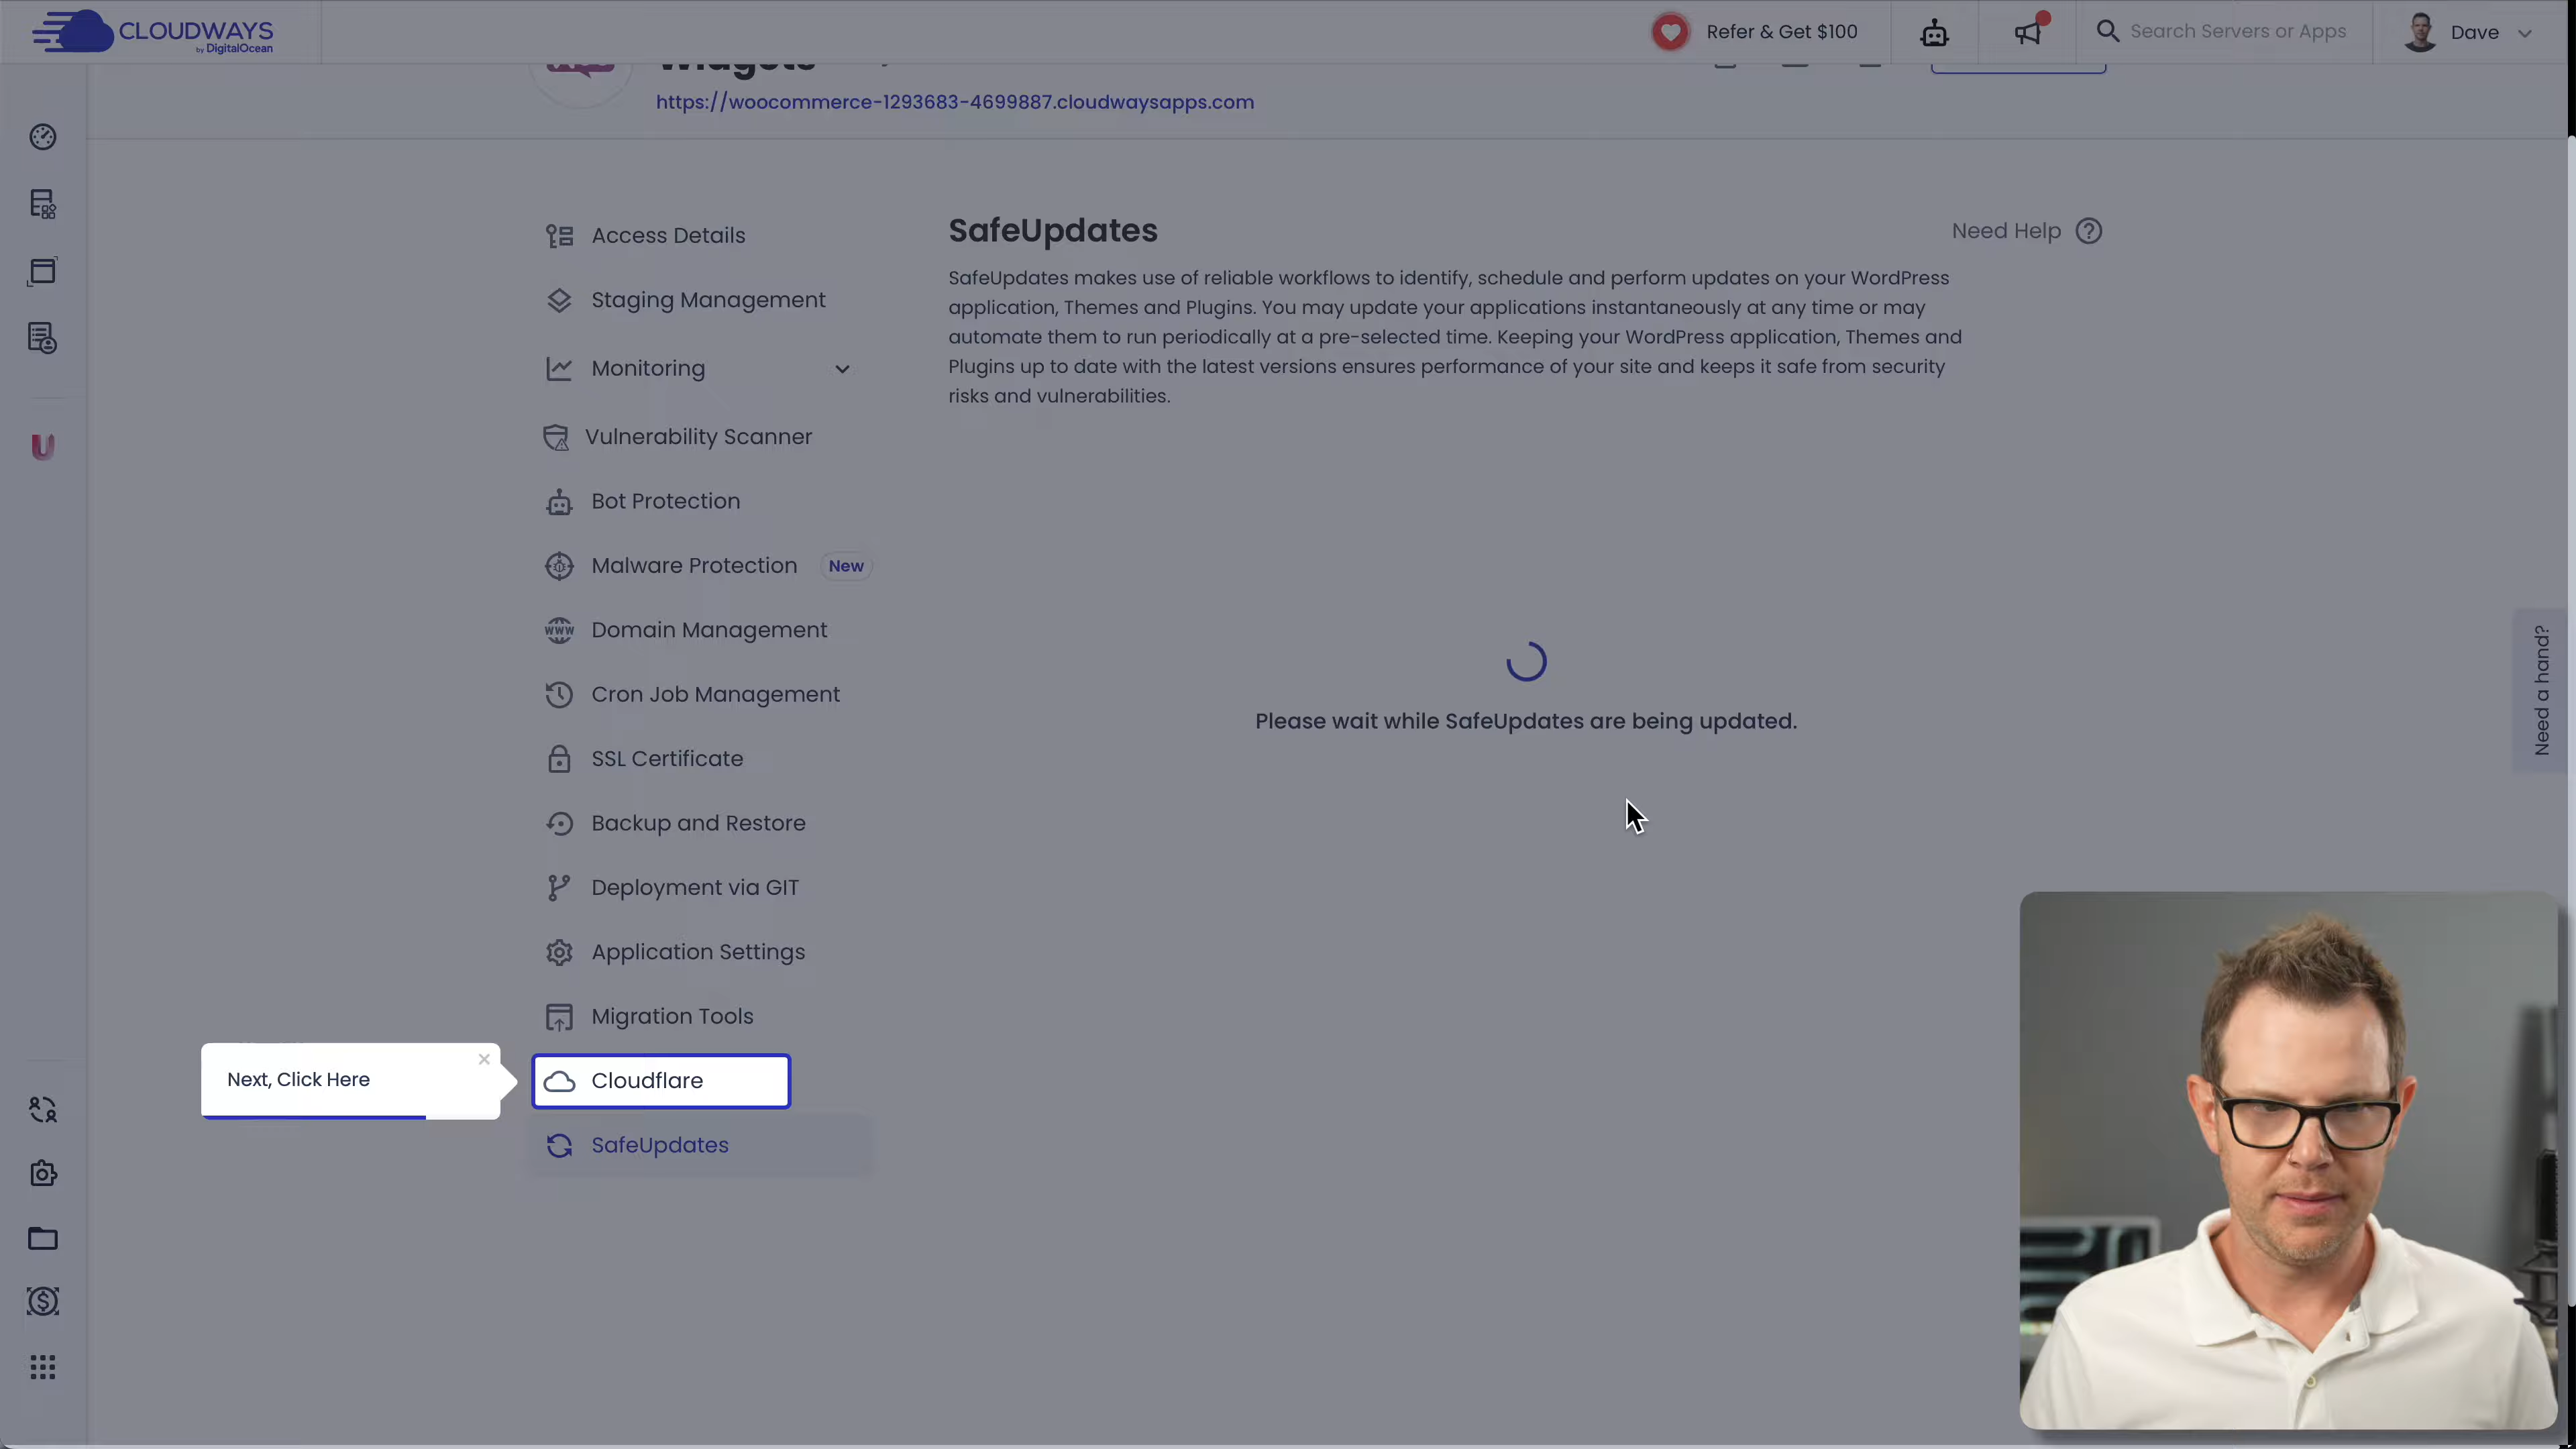 CLOUDWAYS
by DigitalOcean
Refer & Get $100
Search Servers or Apps
Dave
Widgets
https://woocommerce-1293683-4699887.cloudwaysapps.com
Access Details
Staging Management
Monitoring
Vulnerability Scanner
Bot Protection
Malware Protection New
Domain Management
Cron Job Management
SSL Certificate
Backup and Restore
Deployment via GIT
Application Settings
Migration Tools
Next, Click Here
Cloudflare
SafeUpdates
SafeUpdates
Need Help
SafeUpdates makes use of reliable workflows to identify, schedule and perform updates on your WordPress
application, Themes and Plugins. You may update your applications instantaneously at any time or may
automate them to run periodically at a pre-selected time. Keeping your WordPress application, Themes and
Plugins up to date with the latest versions ensures performance of your site and keeps it safe from security
risks and vulnerabilities.
Please wait while SafeUpdates are being updated.
Need a hand?